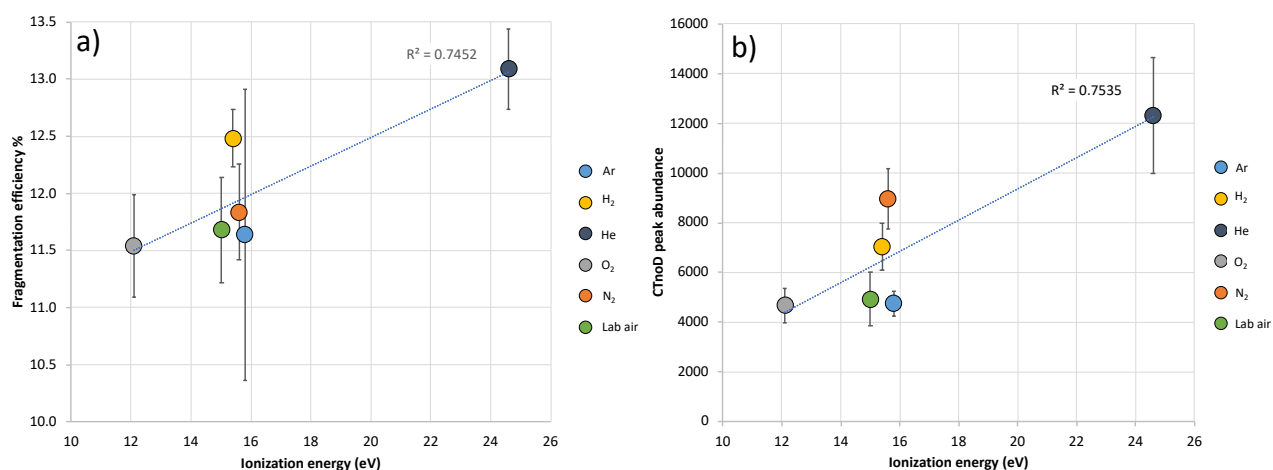 a)
R² = 0.7452
Fragmentation efficiency %
13.5
13.0
12.5
12.0
11.5
11.0
10.5
10.0
10 12 14 16 18 20 22 24 26
Ionization energy (eV)
Ar
H₂
He
O₂
N₂
Lab air
b)
R² = 0.7535
CTnoD peak abundance
16000
14000
12000
10000
8000
6000
4000
2000
0
10 12 14 16 18 20 22 24 26
Ionization energy (eV)
Ar
H₂
He
O₂
N₂
Lab air